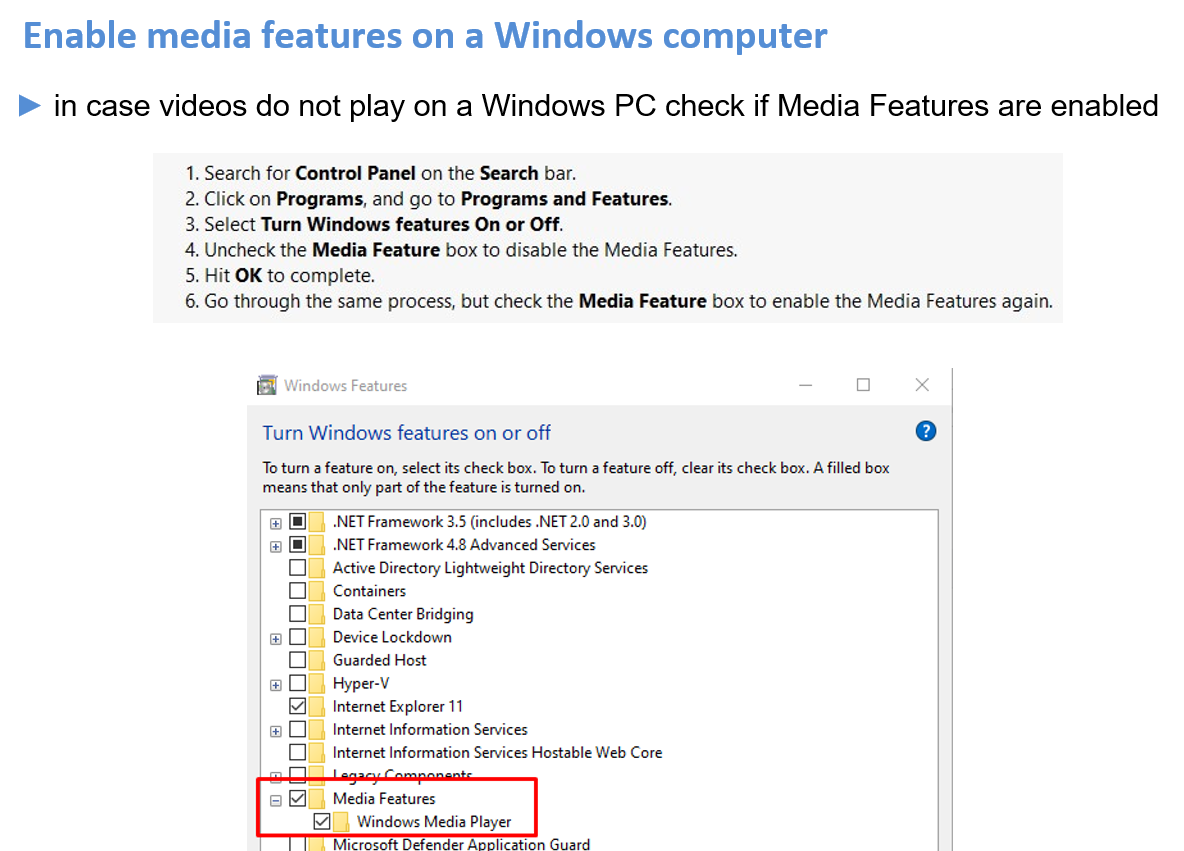 Enable media features on a Windows computer
in case videos do not play on a Windows PC check if Media Features are enabled
1. Search for Control Panel on the Search bar.
2. Click on Programs, and go to Programs and Features.
3. Select Turn Windows features On or Off.
4. Uncheck the Media Feature box to disable the Media Features.
5. Hit OK to complete.
6. Go through the same process, but check the Media Feature box to enable the Media Features again.
Windows Features
Turn Windows features on or off
To turn a feature on, select its check box. To turn a feature off, clear its check box. A filled box
means that only part of the feature is turned on.
.NET Framework 3.5 (includes .NET 2.0 and 3.0)
.NET Framework 4.8 Advanced Services
Active Directory Lightweight Directory Services
Containers
Data Center Bridging
Device Lockdown
Guarded Host
Hyper-V
Internet Explorer 11
Internet Information Services
Internet Information Services Hostable Web Core
Legacy Components
Media Features
Windows Media Player
Microsoft Defender Application Guard